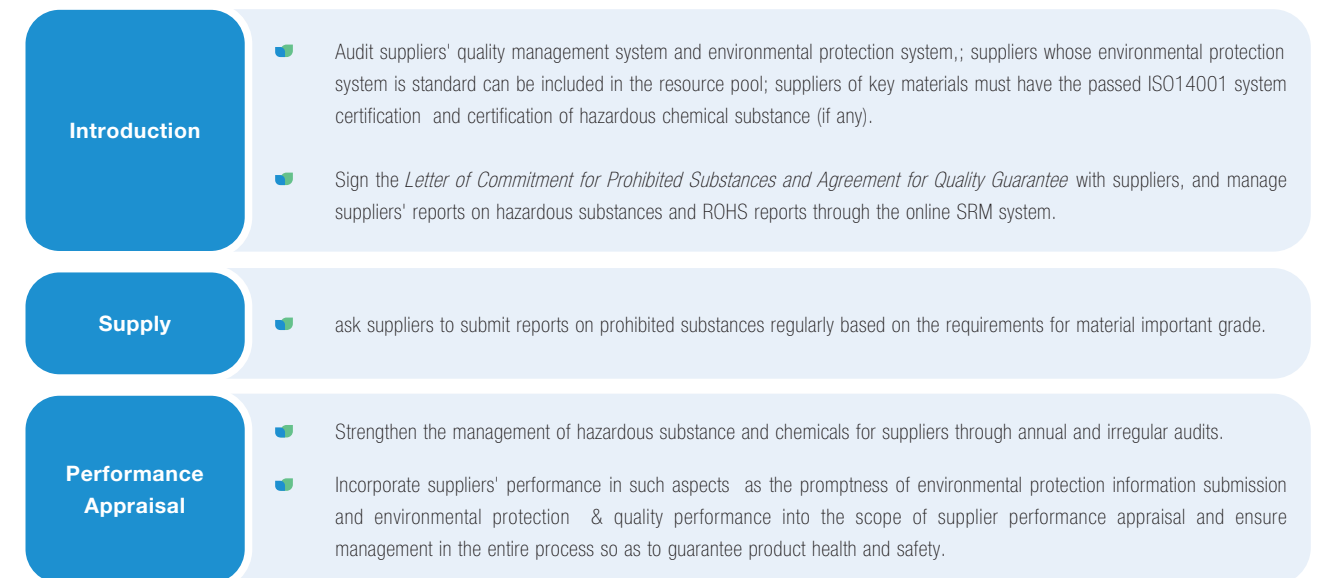 Introduction
Audit suppliers' quality management system and environmental protection system,; suppliers whose environmental protection
system is standard can be included in the resource pool; suppliers of key materials must have the passed ISO14001 system
certification and certification of hazardous chemical substance (if any).
Sign the Letter of Commitment for Prohibited Substances and Agreement for Quality Guarantee with suppliers, and manage
suppliers' reports on hazardous substances and ROHS reports through the online SRM system.
Supply
ask suppliers to submit reports on prohibited substances regularly based on the requirements for material important grade.
Performance
Appraisal
Strengthen the management of hazardous substance and chemicals for suppliers through annual and irregular audits.
Incorporate suppliers' performance in such aspects as the promptness of environmental protection information submission
and environmental protection & quality performance into the scope of supplier performance appraisal and ensure
management in the entire process so as to guarantee product health and safety.